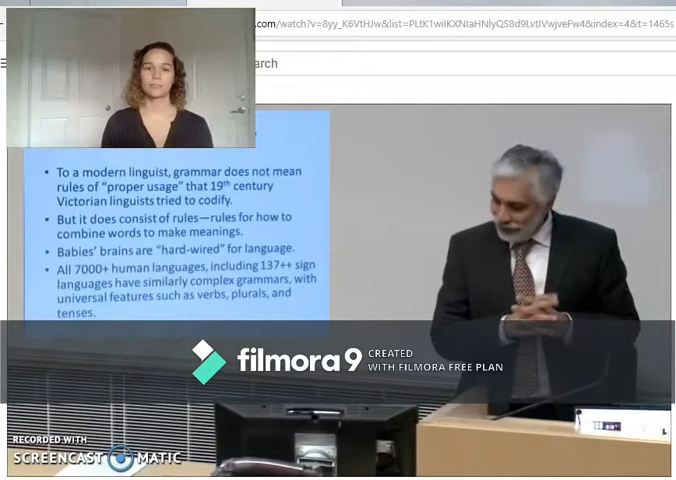 .com/watch?v=8yy_K6VtHJw&list=PLtK1wiIKXNIaHNlyQS8d9LvtIVwjveFw4&index=4&t=1465s
arch
• To a modern linguist, grammar does not mean
rules of "proper usage" that 19th century
Victorian linguists tried to codify.
• But it does consist of rules—rules for how to
combine words to make meanings.
• Babies' brains are "hard-wired" for language.
• All 7000+ human languages, including 137++ sign
languages have similarly complex grammars, with
universal features such as verbs, plurals, and
tenses.
filmora9 CREATED
WITH FILMORA FREE PLAN
RECORDED WITH
SCREENCAST MATIC